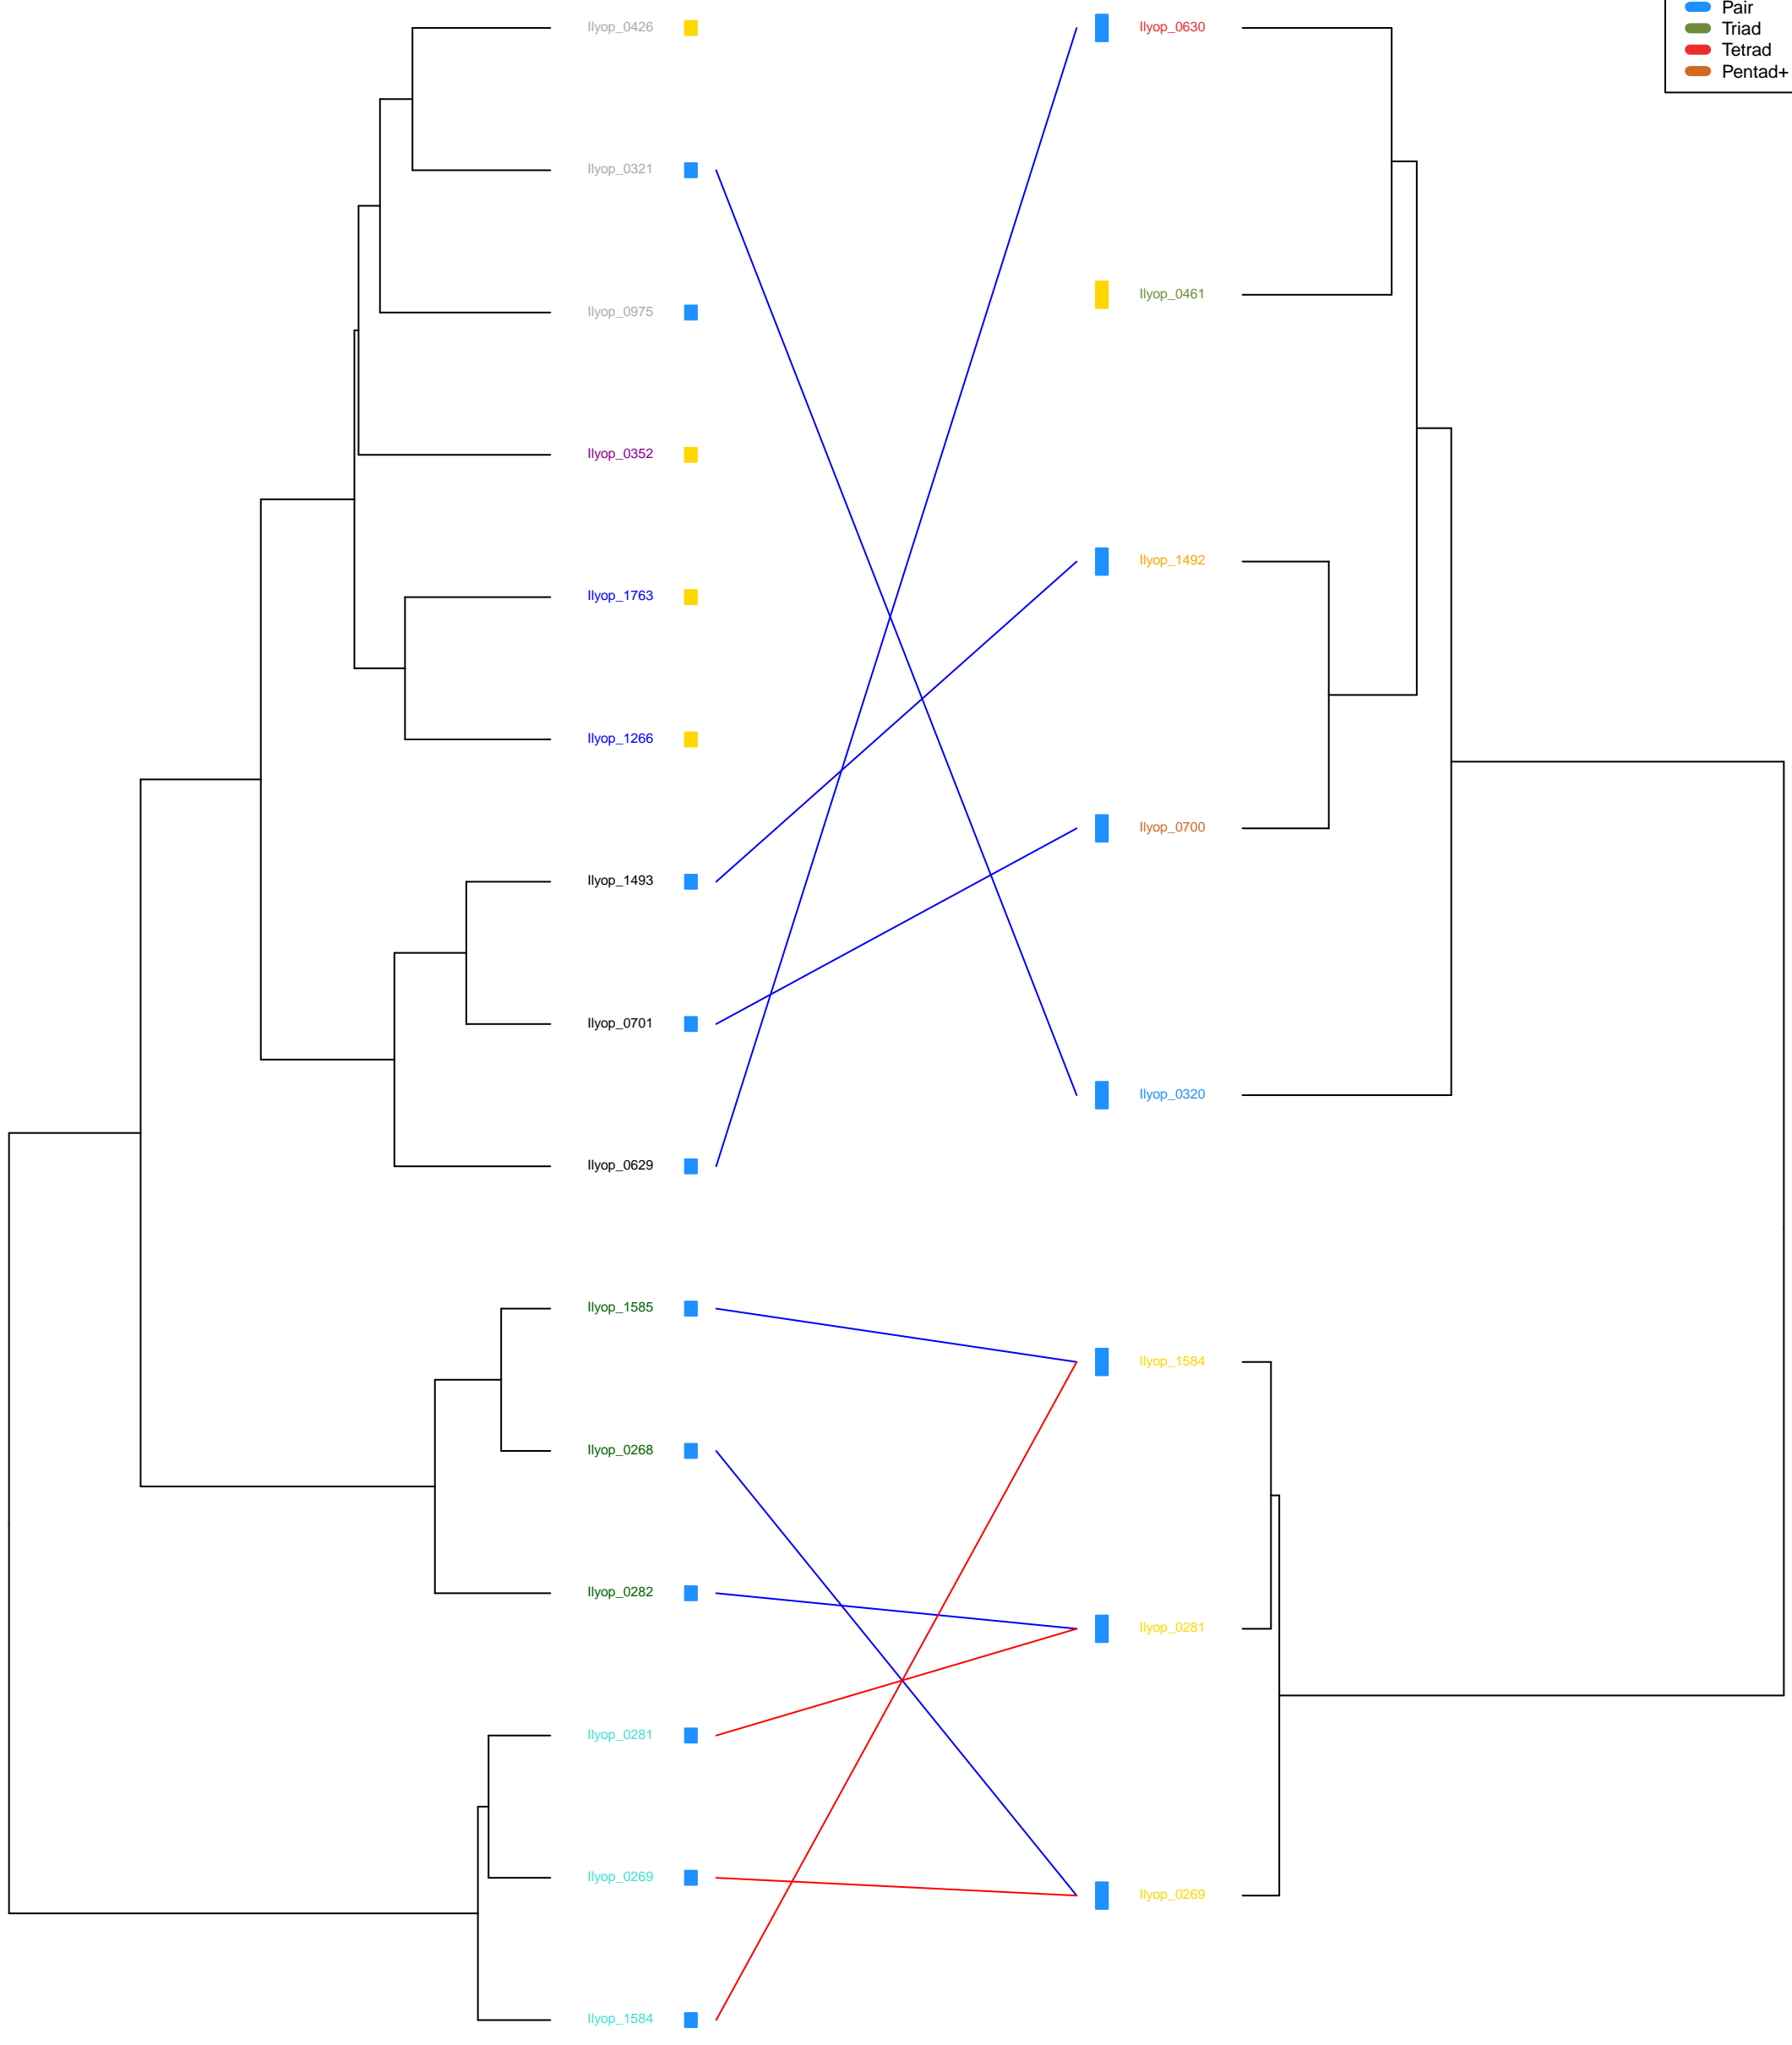 Pair
Triad
Tetrad
Pentad+
Ilyop_0426
Ilyop_0321
Ilyop_0975
Ilyop_0352
Ilyop_1763
Ilyop_1266
Ilyop_1493
Ilyop_0701
Ilyop_0629
Ilyop_1585
Ilyop_0268
Ilyop_0282
Ilyop_0281
Ilyop_0269
Ilyop_1584
Ilyop_0630
Ilyop_0461
Ilyop_1492
Ilyop_0700
Ilyop_0320
Ilyop_1584
Ilyop_0281
Ilyop_0269